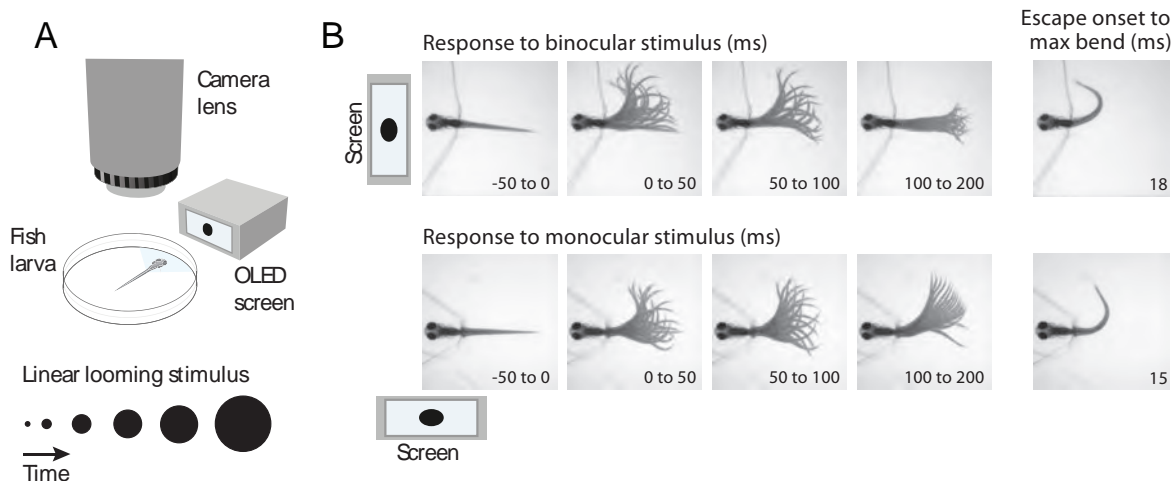 A
Camera
lens
Fish
larva
OLED
screen
Linear looming stimulus
Time
B
Response to binocular stimulus (ms)
Escape onset to
max bend (ms)
Screen
-50 to 0
0 to 50
50 to 100
100 to 200
18
Response to monocular stimulus (ms)
-50 to 0
0 to 50
50 to 100
100 to 200
15
Screen